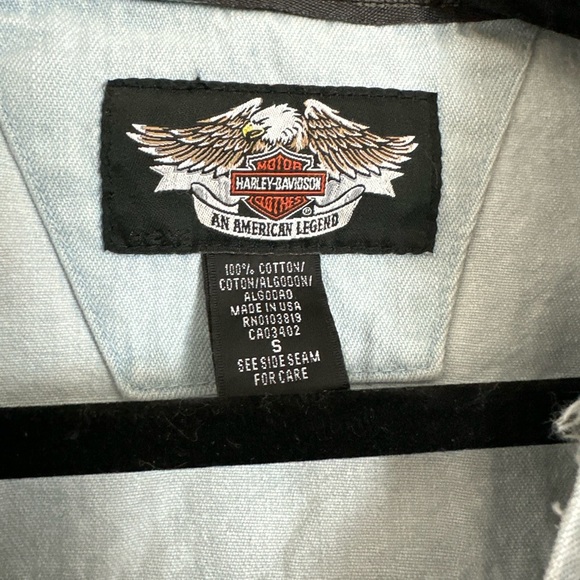 MOTOR
HARLEY-DAVIDSON
CLOTHES
®
AN AMERICAN LEGEND
100% COTTON/
COTON/ALGODON/
ALGODAO
MADE IN USA
RN0103819
CA03402
S
SEE SIDE SEAM
FOR CARE